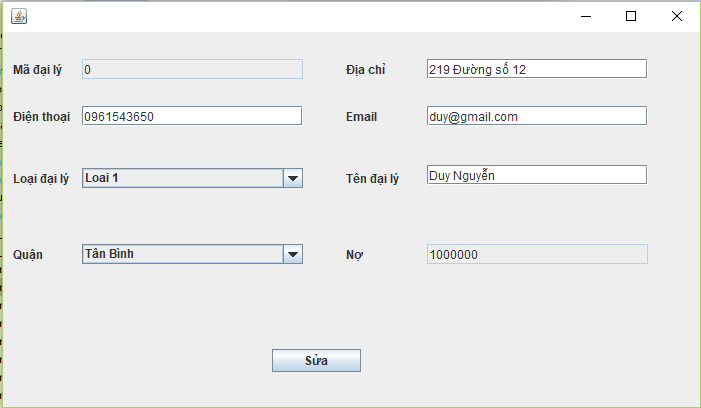 Mã đại lý 0 Địa chỉ 219 Đường số 12
Điện thoại 0961543650 Email duy@gmail.com
Loại đại lý Loai 1 Tên đại lý Duy Nguyễn
Quận Tân Bình Nợ 1000000
Sửa